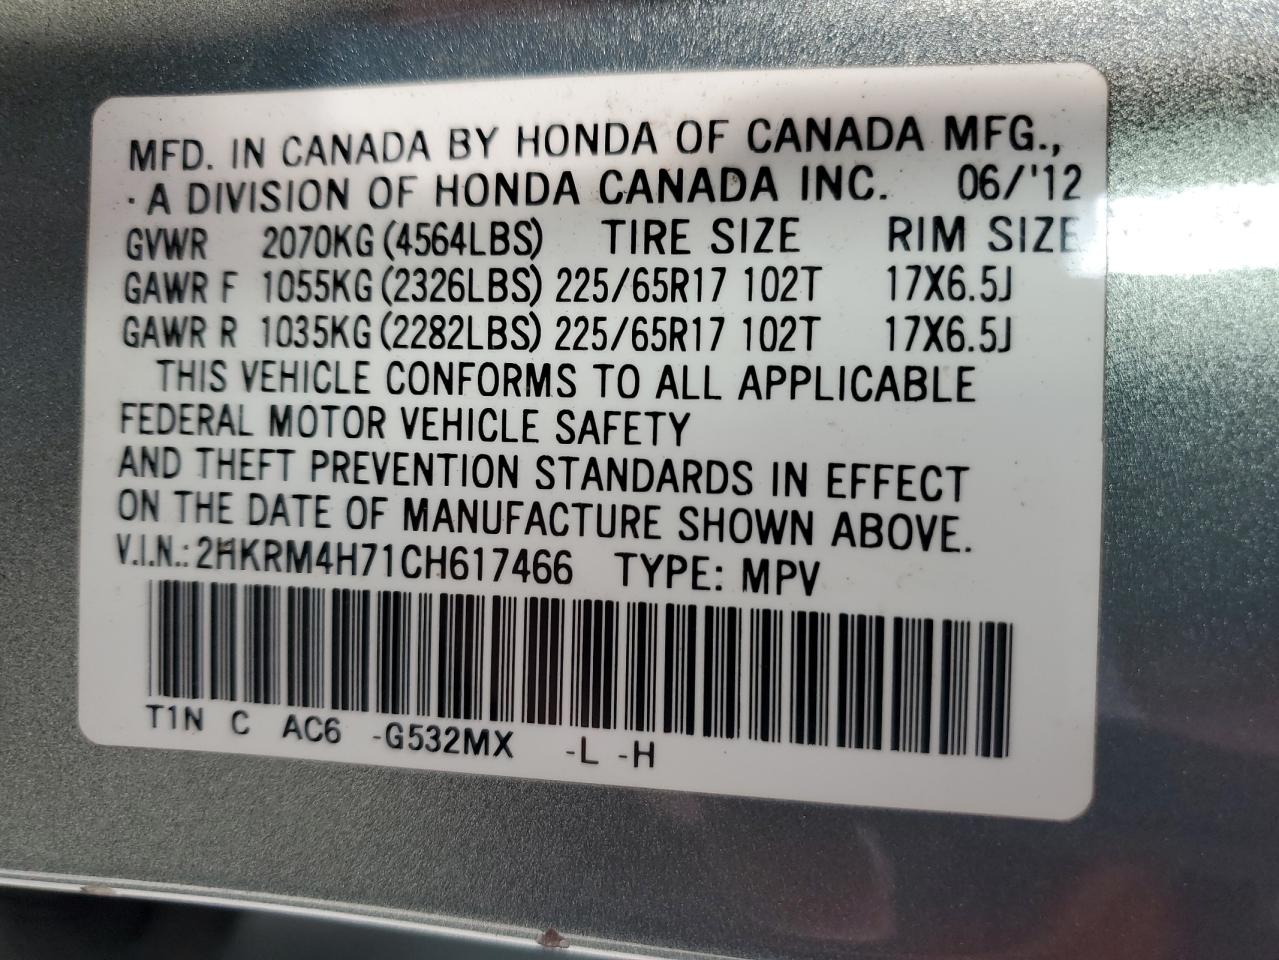 MFD. IN CANADA BY HONDA OF CANADA MFG.,
·A DIVISION OF HONDA CANADA INC. 06/'12
GVWR 2070KG (4564LBS) TIRE SIZE RIM SIZE
GAWR F 1055KG (2326LBS) 225/65R17 102T 17X6.5J
GAWR R 1035KG (2282LBS) 225/65R17 102T 17X6.5J
THIS VEHICLE CONFORMS TO ALL APPLICABLE
FEDERAL MOTOR VEHICLE SAFETY
AND THEFT PREVENTION STANDARDS IN EFFECT
ON THE DATE OF MANUFACTURE SHOWN ABOVE.
V.I.N.: 2HKRM4H71CH617466 TYPE: MPV
T1N C AC6 -G532MX -L -H